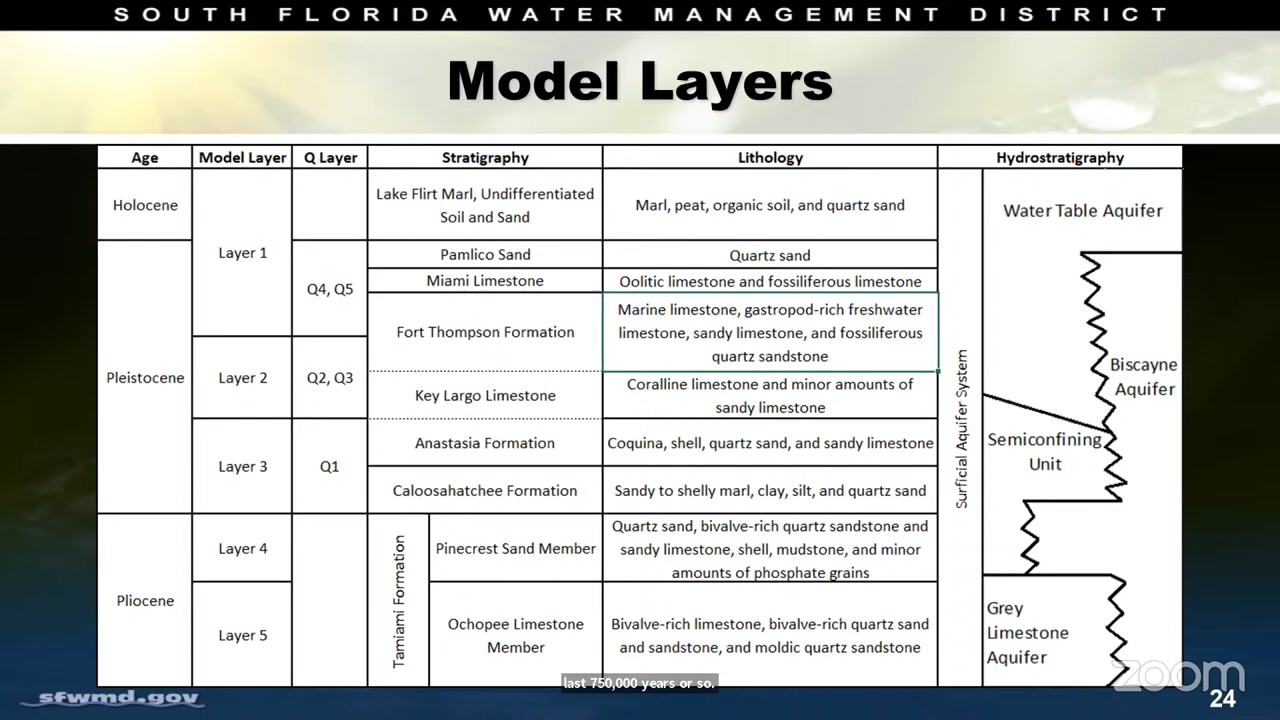 SOUTH FLORIDA WATER MANAGEMENT DISTRICT
Model Layers
Age
Model Layer
Q Layer
Stratigraphy
Lithology
Hydrostratigraphy
Holocene
Layer 1
Lake Flirt Marl, Undifferentiated
Soil and Sand
Marl, peat, organic soil, and quartz sand
Water Table Aquifer
Pleistocene
Q4, Q5
Pamlico Sand
Quartz sand
Miami Limestone
Oolitic limestone and fossiliferous limestone
Fort Thompson Formation
Marine limestone, gastropod-rich freshwater
limestone, sandy limestone, and fossiliferous
quartz sandstone
Layer 2
Q2, Q3
Key Largo Limestone
Coralline limestone and minor amounts of
sandy limestone
Biscayne
Aquifer
Surficial Aquifer System
Layer 3
Q1
Anastasia Formation
Coquina, shell, quartz sand, and sandy limestone
Semiconfining
Unit
Caloosahatchee Formation
Sandy to shelly marl, clay, silt, and quartz sand
Pliocene
Layer 4
Tamiami Formation
Pinecrest Sand Member
Quartz sand, bivalve-rich quartz sandstone and
sandy limestone, shell, mudstone, and minor
amounts of phosphate grains
Layer 5
Ochopee Limestone
Member
Bivalve-rich limestone, bivalve-rich quartz sand
and sandstone, and moldic quartz sandstone
Grey
Limestone
Aquifer
last 750,000 years or so.
sfwmd.gov
zoom
24